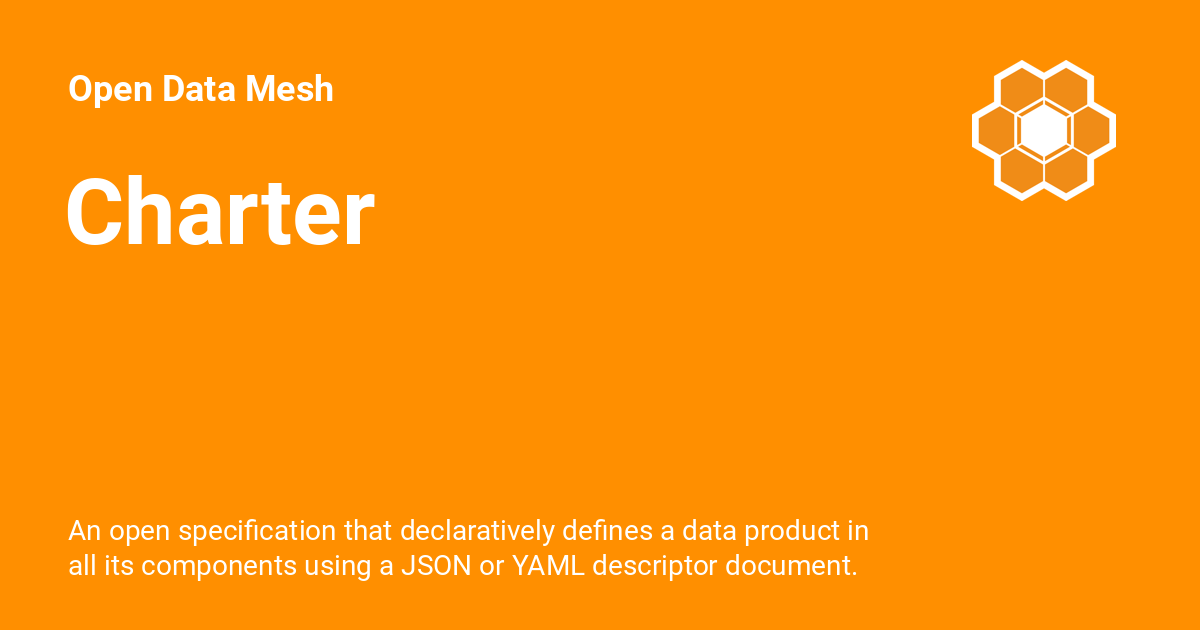 Open Data Mesh
Charter
An open specification that declaratively defines a data product in
all its components using a JSON or YAML descriptor document.